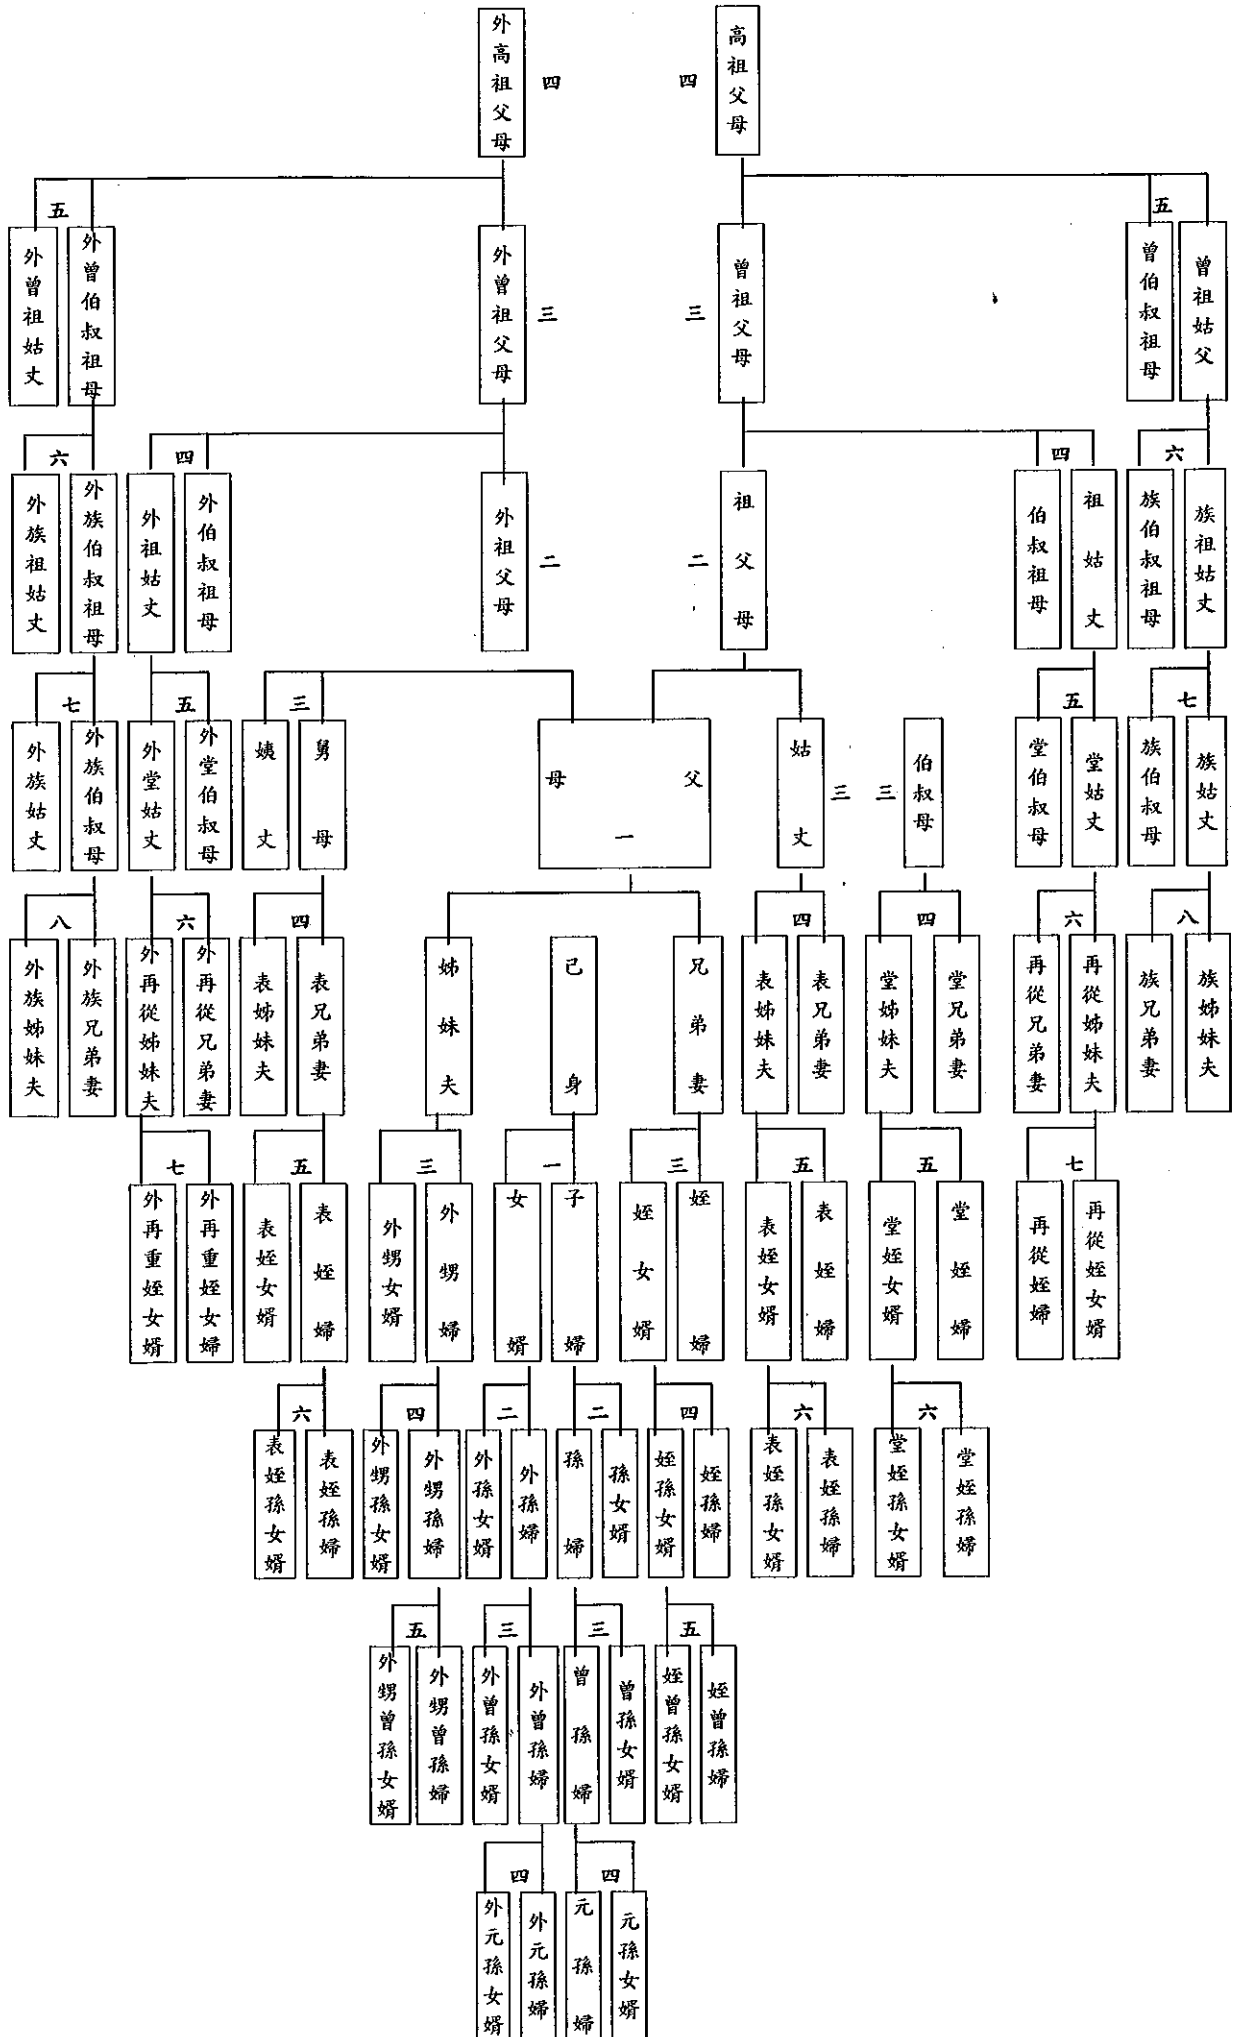 外高祖父母
四
四
高祖父母
五
五
外曾祖姑丈
外曾伯叔祖母
外曾祖父母
三
三
曾祖父母
曾伯叔祖母
曾祖姑父
六
四
四
六
外族祖姑丈
外族伯叔祖母
外祖姑丈
外伯叔祖母
外祖父母
二
二
祖父母
伯叔祖母
祖姑丈
族伯叔祖母
族祖姑丈
七
五
三
五
七
外族姑丈
外族伯叔母
外堂姑丈
外堂伯叔母
姨丈
舅母
母
父
一
姑丈
三
三
伯叔母
堂伯叔母
堂姑丈
族伯叔母
族姑丈
八
六
四
四
四
六
八
外族姊妹夫
外族兄弟妻
外再從姊妹夫
外再從兄弟妻
表姊妹夫
表兄弟妻
姊妹夫
己身
兄弟妻
表姊妹夫
表兄弟妻
堂姊妹夫
堂兄弟妻
再從兄弟妻
再從姊妹夫
族兄弟妻
族姊妹夫
七
五
三
一
三
五
五
七
外再重姪女婿
外再重姪女婦
表姪女婿
表姪婦
外甥女婿
外甥婦
女婿
子婦
姪女婿
姪婦
表姪女婿
表姪婦
堂姪女婿
堂姪婦
再從姪婦
再從姪女婿
六
四
二
二
四
六
六
表姪孫女婿
表姪孫婦
外甥孫女婿
外甥孫婦
外孫女婿
外孫婦
孫婦
孫女婿
姪孫女婿
姪孫婦
表姪孫女婿
表姪孫婦
堂姪孫女婿
堂姪孫婦
五
三
三
五
外甥曾孫女婿
外甥曾孫婦
外曾孫女婿
外曾孫婦
曾孫婦
曾孫女婿
姪曾孫女婿
姪曾孫婦
四
四
外元孫女婿
外元孫婦
元孫婦
元孫女婿